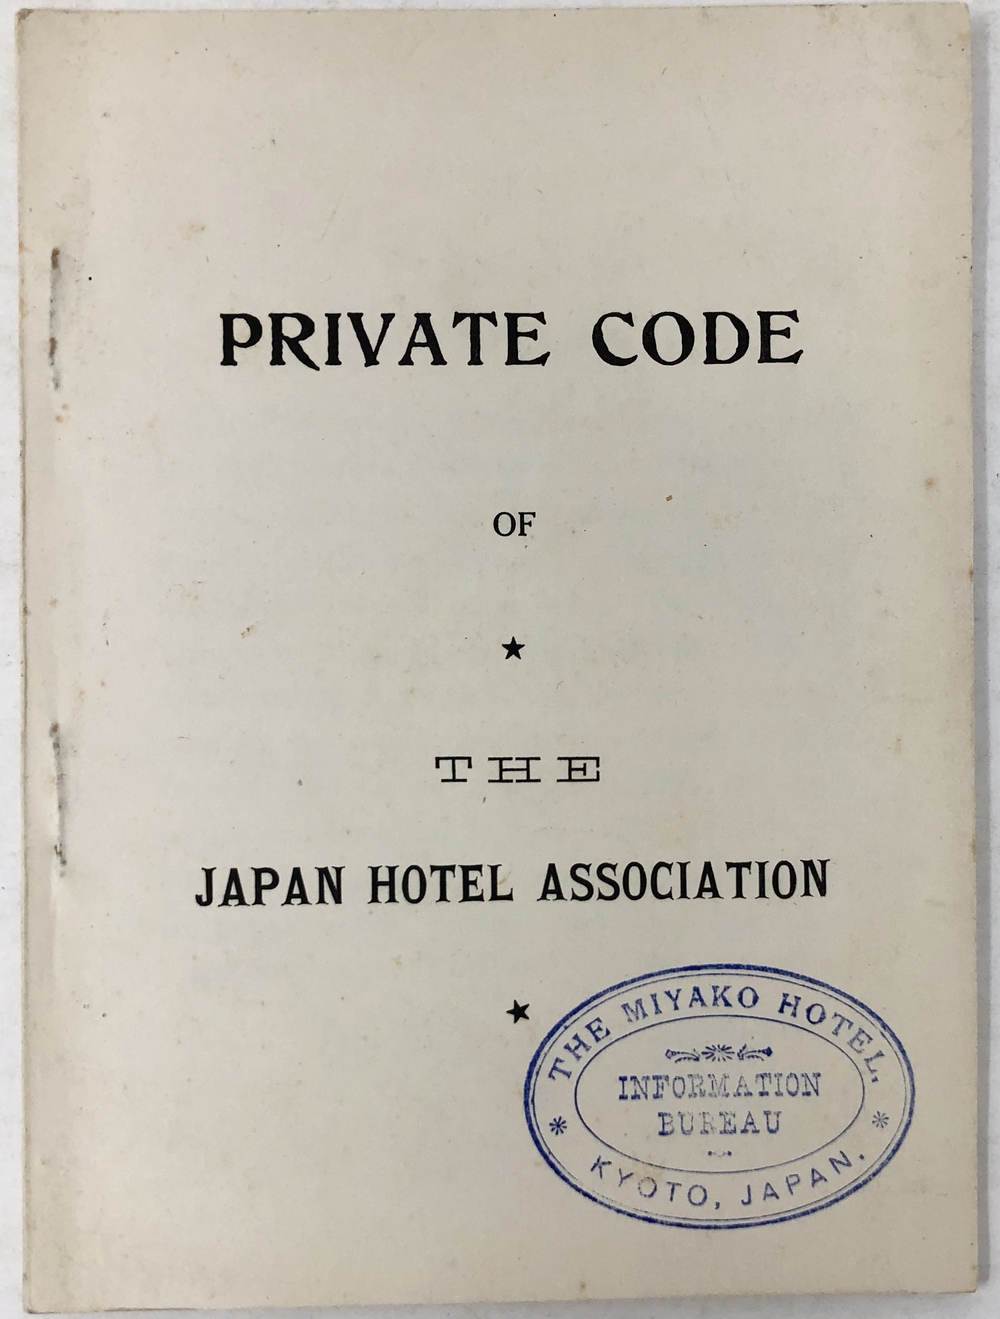 PRIVATE CODE
OF
★
THE
JAPAN HOTEL ASSOCIATION
★
THE MIYAKO HOTEL.
INFORMATION
BUREAU
KYOTO, JAPAN.